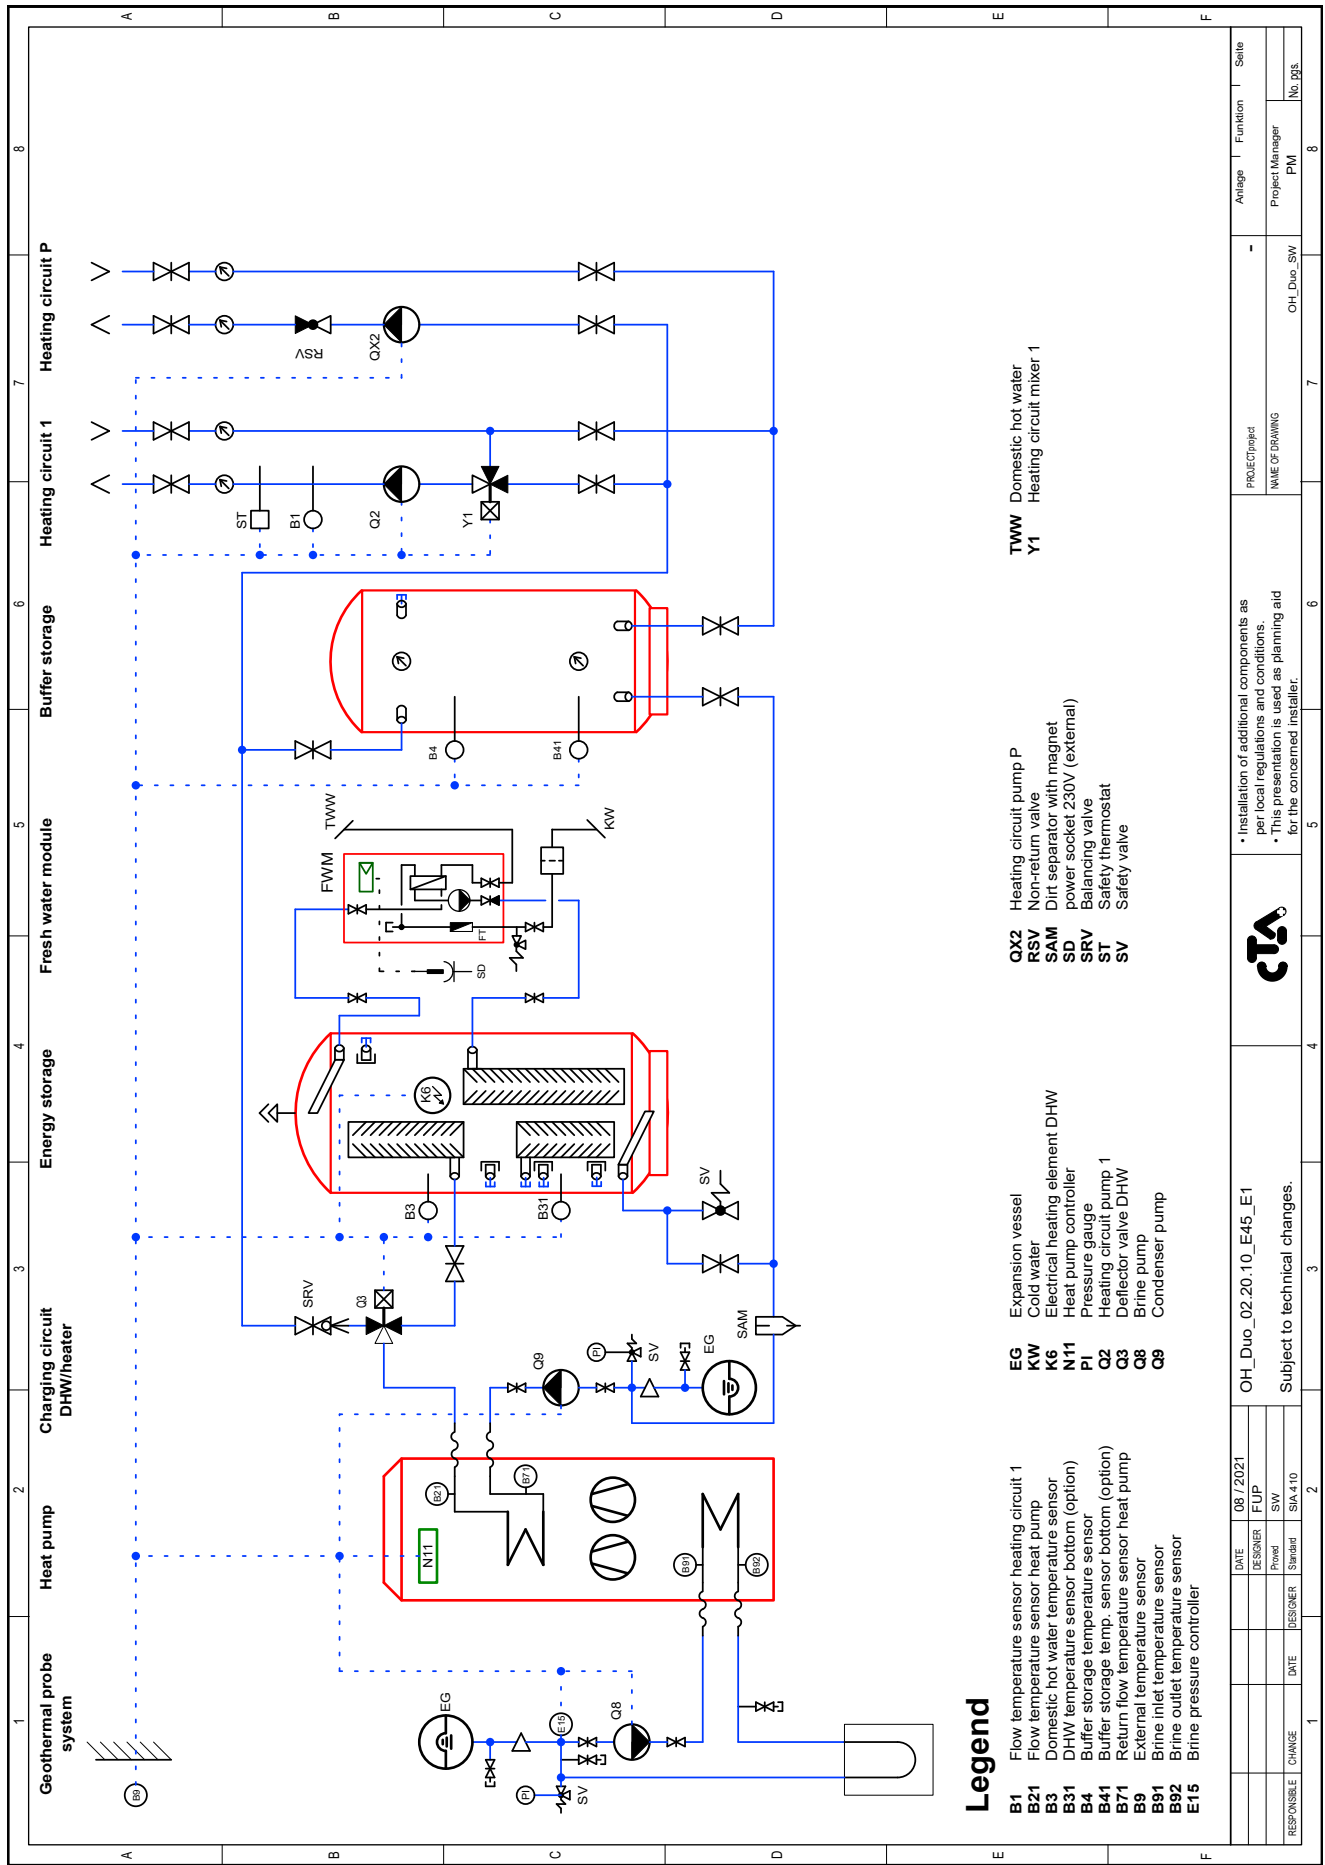 1 2 3 4 5 6 7 8
A
B
C
D
E
F
Geothermal probe
system
Heat pump
Charging circuit
DHW/heater
Energy storage
Fresh water module
Buffer storage
Heating circuit 1
Heating circuit P
B9
EG
PI
SV
E15
Q8
N11
B21
B71
B91
B92
SRV
Q3
Q9
PI
SV
EG
SAM
B3
B31
K6
SV
FWM
TWW
FT
SD
KW
B4
B41
ST
B1
Q2
Y1
RSV
QX2
Legend
B1 Flow temperature sensor heating circuit 1
B21 Flow temperature sensor heat pump
B3 Domestic hot water temperature sensor
B31 DHW temperature sensor bottom (option)
B4 Buffer storage temperature sensor
B41 Buffer storage temp. sensor bottom (option)
B71 Return flow temperature sensor heat pump
B9 External temperature sensor
B91 Brine inlet temperature sensor
B92 Brine outlet temperature sensor
E15 Brine pressure controller
EG Expansion vessel
KW Cold water
K6 Electrical heating element DHW
N11 Heat pump controller
PI Pressure gauge
Q2 Heating circuit pump 1
Q3 Deflector valve DHW
Q8 Brine pump
Q9 Condenser pump
QX2 Heating circuit pump P
RSV Non-return valve
SAM Dirt separator with magnet
SD power socket 230V (external)
SRV Balancing valve
ST Safety thermostat
SV Safety valve
TWW Domestic hot water
Y1 Heating circuit mixer 1
A
B
C
D
E
F
RESPONSIBLE CHANGE DATE DESIGNER
DATE 08 / 2021
DESIGNER FUP
Proved SW
Standard SIA 410
OH_Duo_02.20.10_E45_E1
Subject to technical changes.
CTA
• Installation of additional components as
per local regulations and conditions.
• This presentation is used as planning aid
for the concerned installer.
PROJECTproject -
NAME OF DRAWING OH_Duo_SW
Anlage Funktion Seite
Project Manager
PM
No. pgs.
1 2 3 4 5 6 7 8